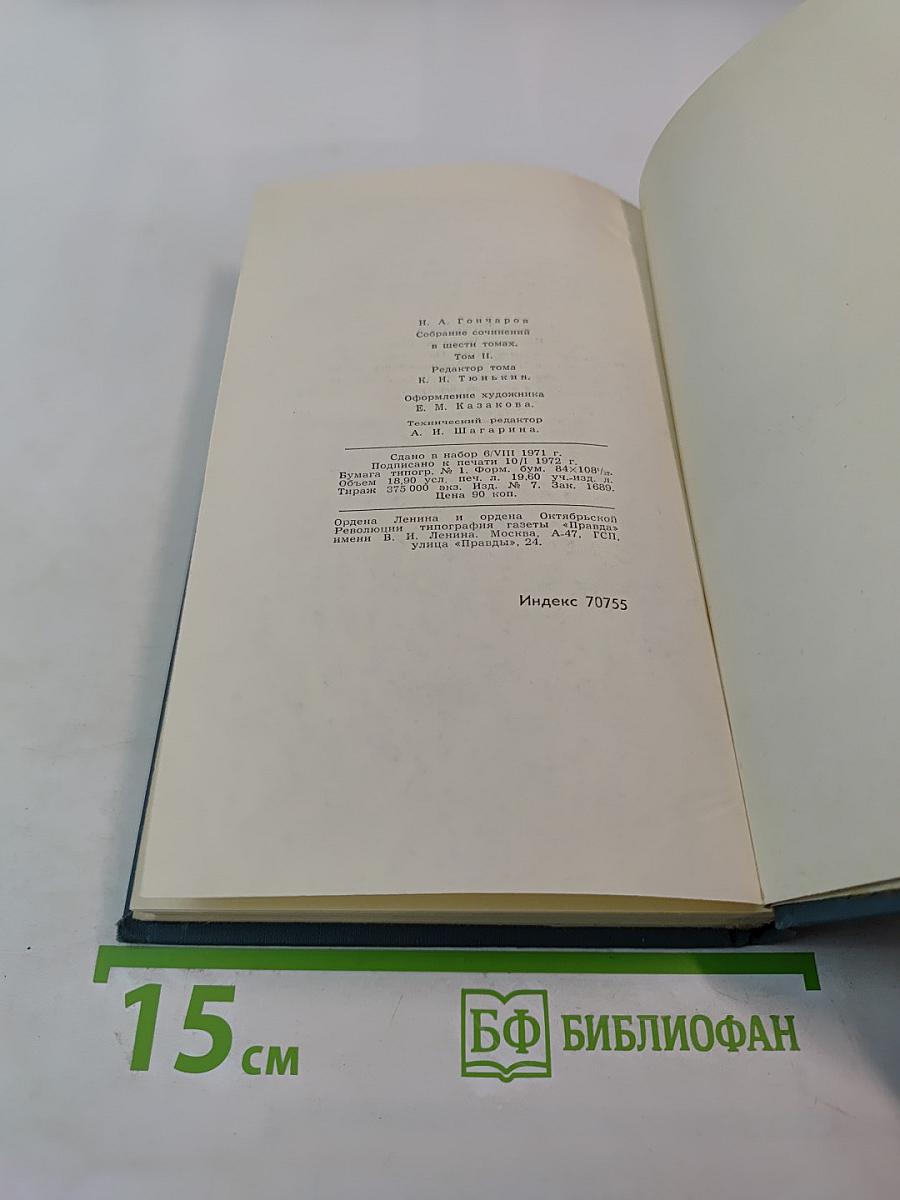 И. А. Гончаров
Собрание сочинений
в шести томах.
Том II.
Редактор тома
К. И. Тюнькин.
Оформление художника
Е. М. Казакова.
Технический редактор
А. И. Шагарина.
Сдано в набор 6/VIII 1971 г.
Подписано к печати 10/I 1972 г.
Бумага типогр. № 1. Форм. бум. 84×108¹/₃₂.
Объем 18,90 усл. печ. л. 19,60 уч.-изд. л.
Тираж 375 000 экз. Изд. № 7. Зак. 1689.
Цена 90 коп.
Ордена Ленина и ордена Октябрьской
Революции типография газеты «Правда»
имени В. И. Ленина. Москва, А-47, ГСП,
улица «Правды», 24.
Индекс 70755
15 см
БФ БИБЛИОФАН